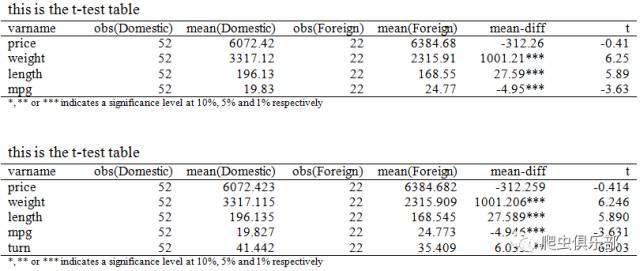 this is the t-test table
varname obs(Domestic) mean(Domestic) obs(Foreign) mean(Foreign) mean-diff t
price 52 6072.42 22 6384.68 -312.26 -0.41
weight 52 3317.12 22 2315.91 1001.21*** 6.25
length 52 196.13 22 168.55 27.59*** 5.89
mpg 52 19.83 22 24.77 -4.95*** -3.63
*, ** or *** indicates a significance level at 10%, 5% and 1% respectively
this is the t-test table
varname obs(Domestic) mean(Domestic) obs(Foreign) mean(Foreign) mean-diff t
price 52 6072.423 22 6384.682 -312.259 -0.414
weight 52 3317.115 22 2315.909 1001.206*** 6.246
length 52 196.135 22 168.545 27.589*** 5.890
mpg 52 19.827 22 24.773 -3.631
turn 52 41.442 22 35.409
*, ** or *** indicates a significance level at 10%, 5% and 1% respectively
爬虫俱乐部